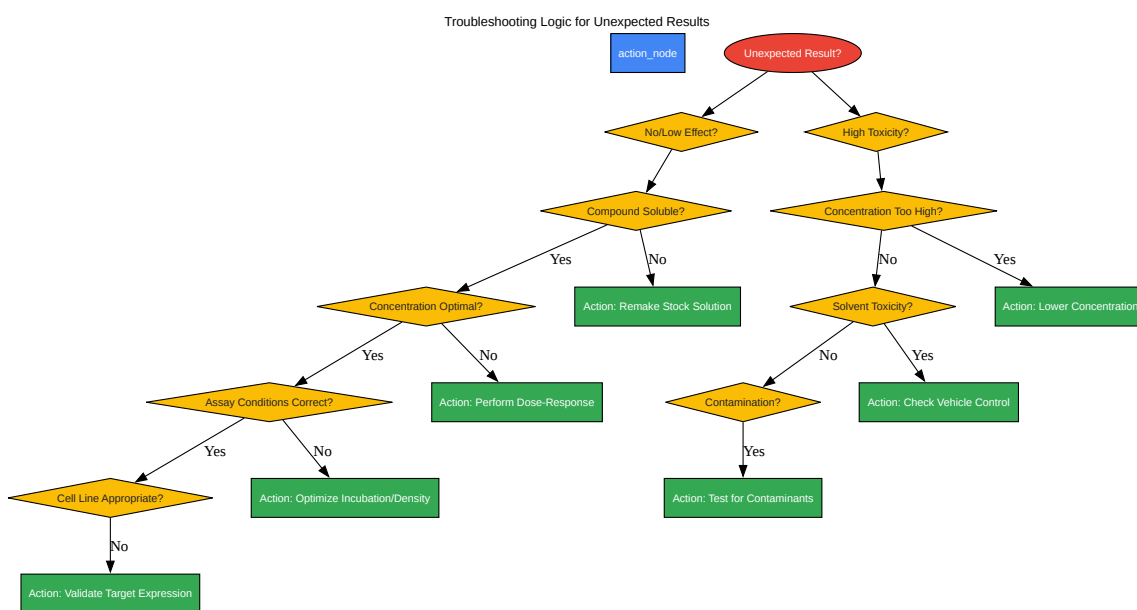 Troubleshooting Logic for Unexpected Results
action_node
Unexpected Result?
No/Low Effect?
High Toxicity?
Compound Soluble?
Concentration Too High?
Yes
No
No
Yes
Concentration Optimal?
Action: Remake Stock Solution
Solvent Toxicity?
Action: Lower Concentration
Yes
No
No
Yes
Assay Conditions Correct?
Action: Perform Dose-Response
Contamination?
Action: Check Vehicle Control
Yes
No
Yes
Cell Line Appropriate?
Action: Optimize Incubation/Density
Action: Test for Contaminants
No
Action: Validate Target Expression